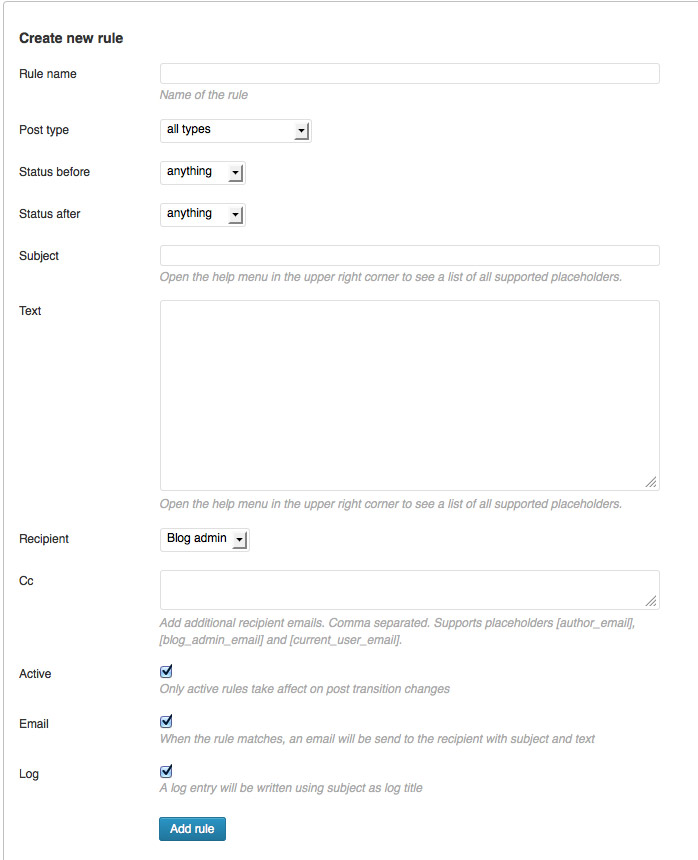 Create new rule
Rule name
Name of the rule
Post type
all types
Status before
anything
Status after
anything
Subject
Open the help menu in the upper right corner to see a list of all supported placeholders.
Text
Open the help menu in the upper right corner to see a list of all supported placeholders.
Recipient
Blog admin
Cc
Add additional recipient emails. Comma separated. Supports placeholders [author_email],
[blog_admin_email] and [current_user_email].
Active
Only active rules take affect on post transition changes
Email
When the rule matches, an email will be send to the recipient with subject and text
Log
A log entry will be written using subject as log title
Add rule